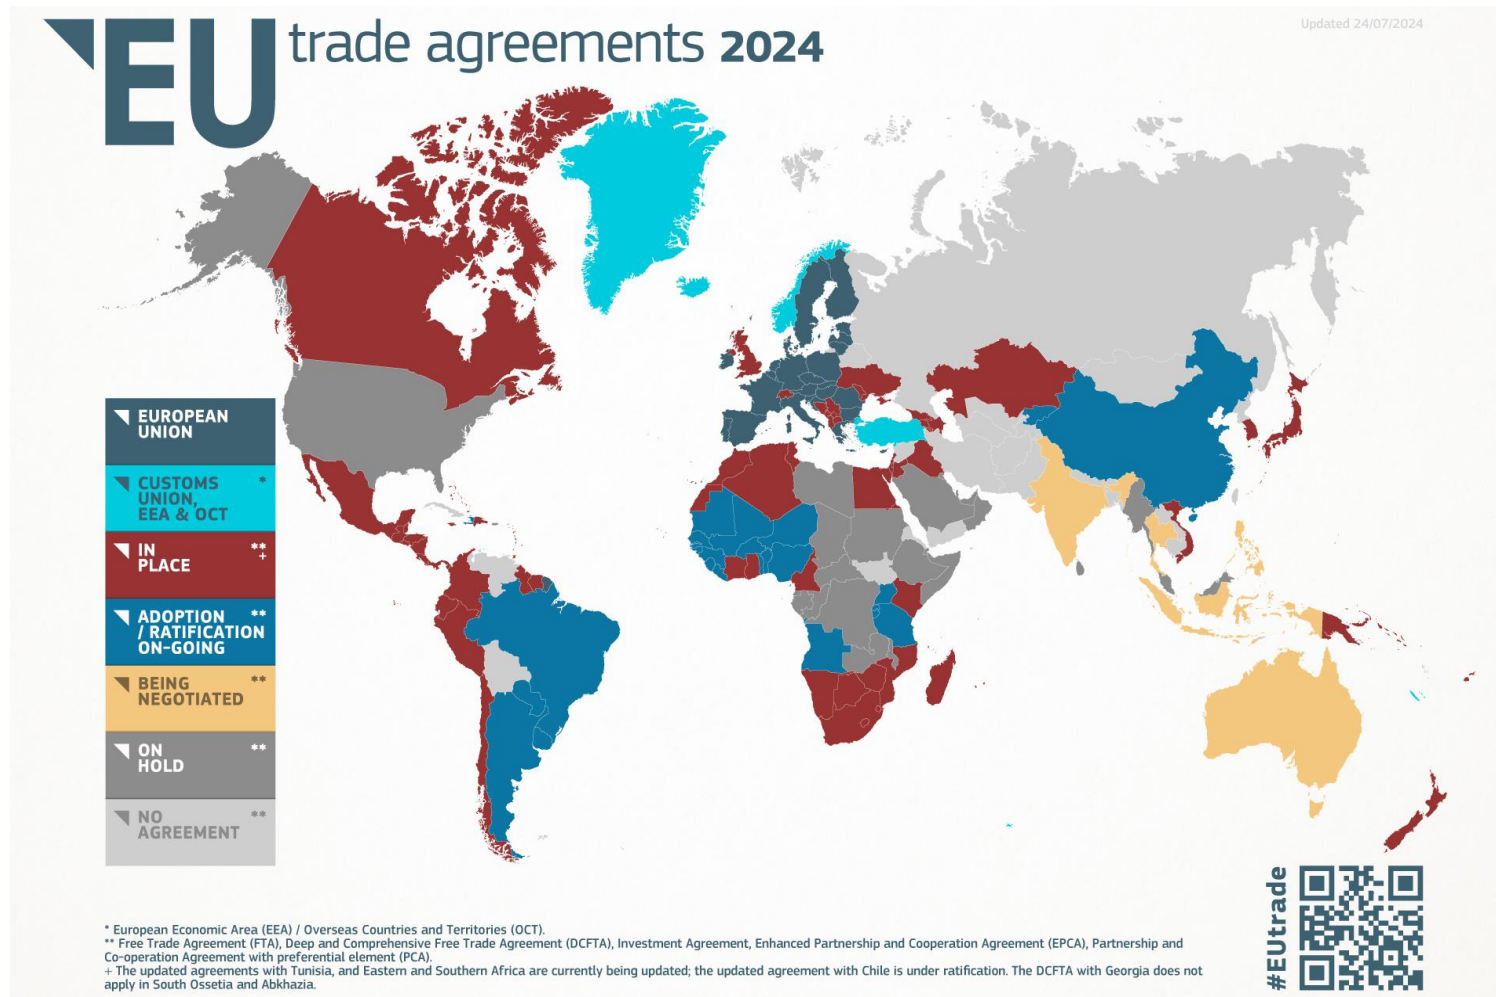 EU trade agreements 2024
Updated 24/07/2024
EUROPEAN
UNION
CUSTOMS *
UNION,
EEA & OCT
IN **
PLACE +
ADOPTION **
/ RATIFICATION
ON-GOING
BEING **
NEGOTIATED
ON **
HOLD
NO **
AGREEMENT
#EUtrade
* European Economic Area (EEA) / Overseas Countries and Territories (OCT).
** Free Trade Agreement (FTA), Deep and Comprehensive Free Trade Agreement (DCFTA), Investment Agreement, Enhanced Partnership and Cooperation Agreement (EPCA), Partnership and
Co-operation Agreement with preferential element (PCA).
+ The updated agreements with Tunisia, and Eastern and Southern Africa are currently being updated; the updated agreement with Chile is under ratification. The DCFTA with Georgia does not
apply in South Ossetia and Abkhazia.